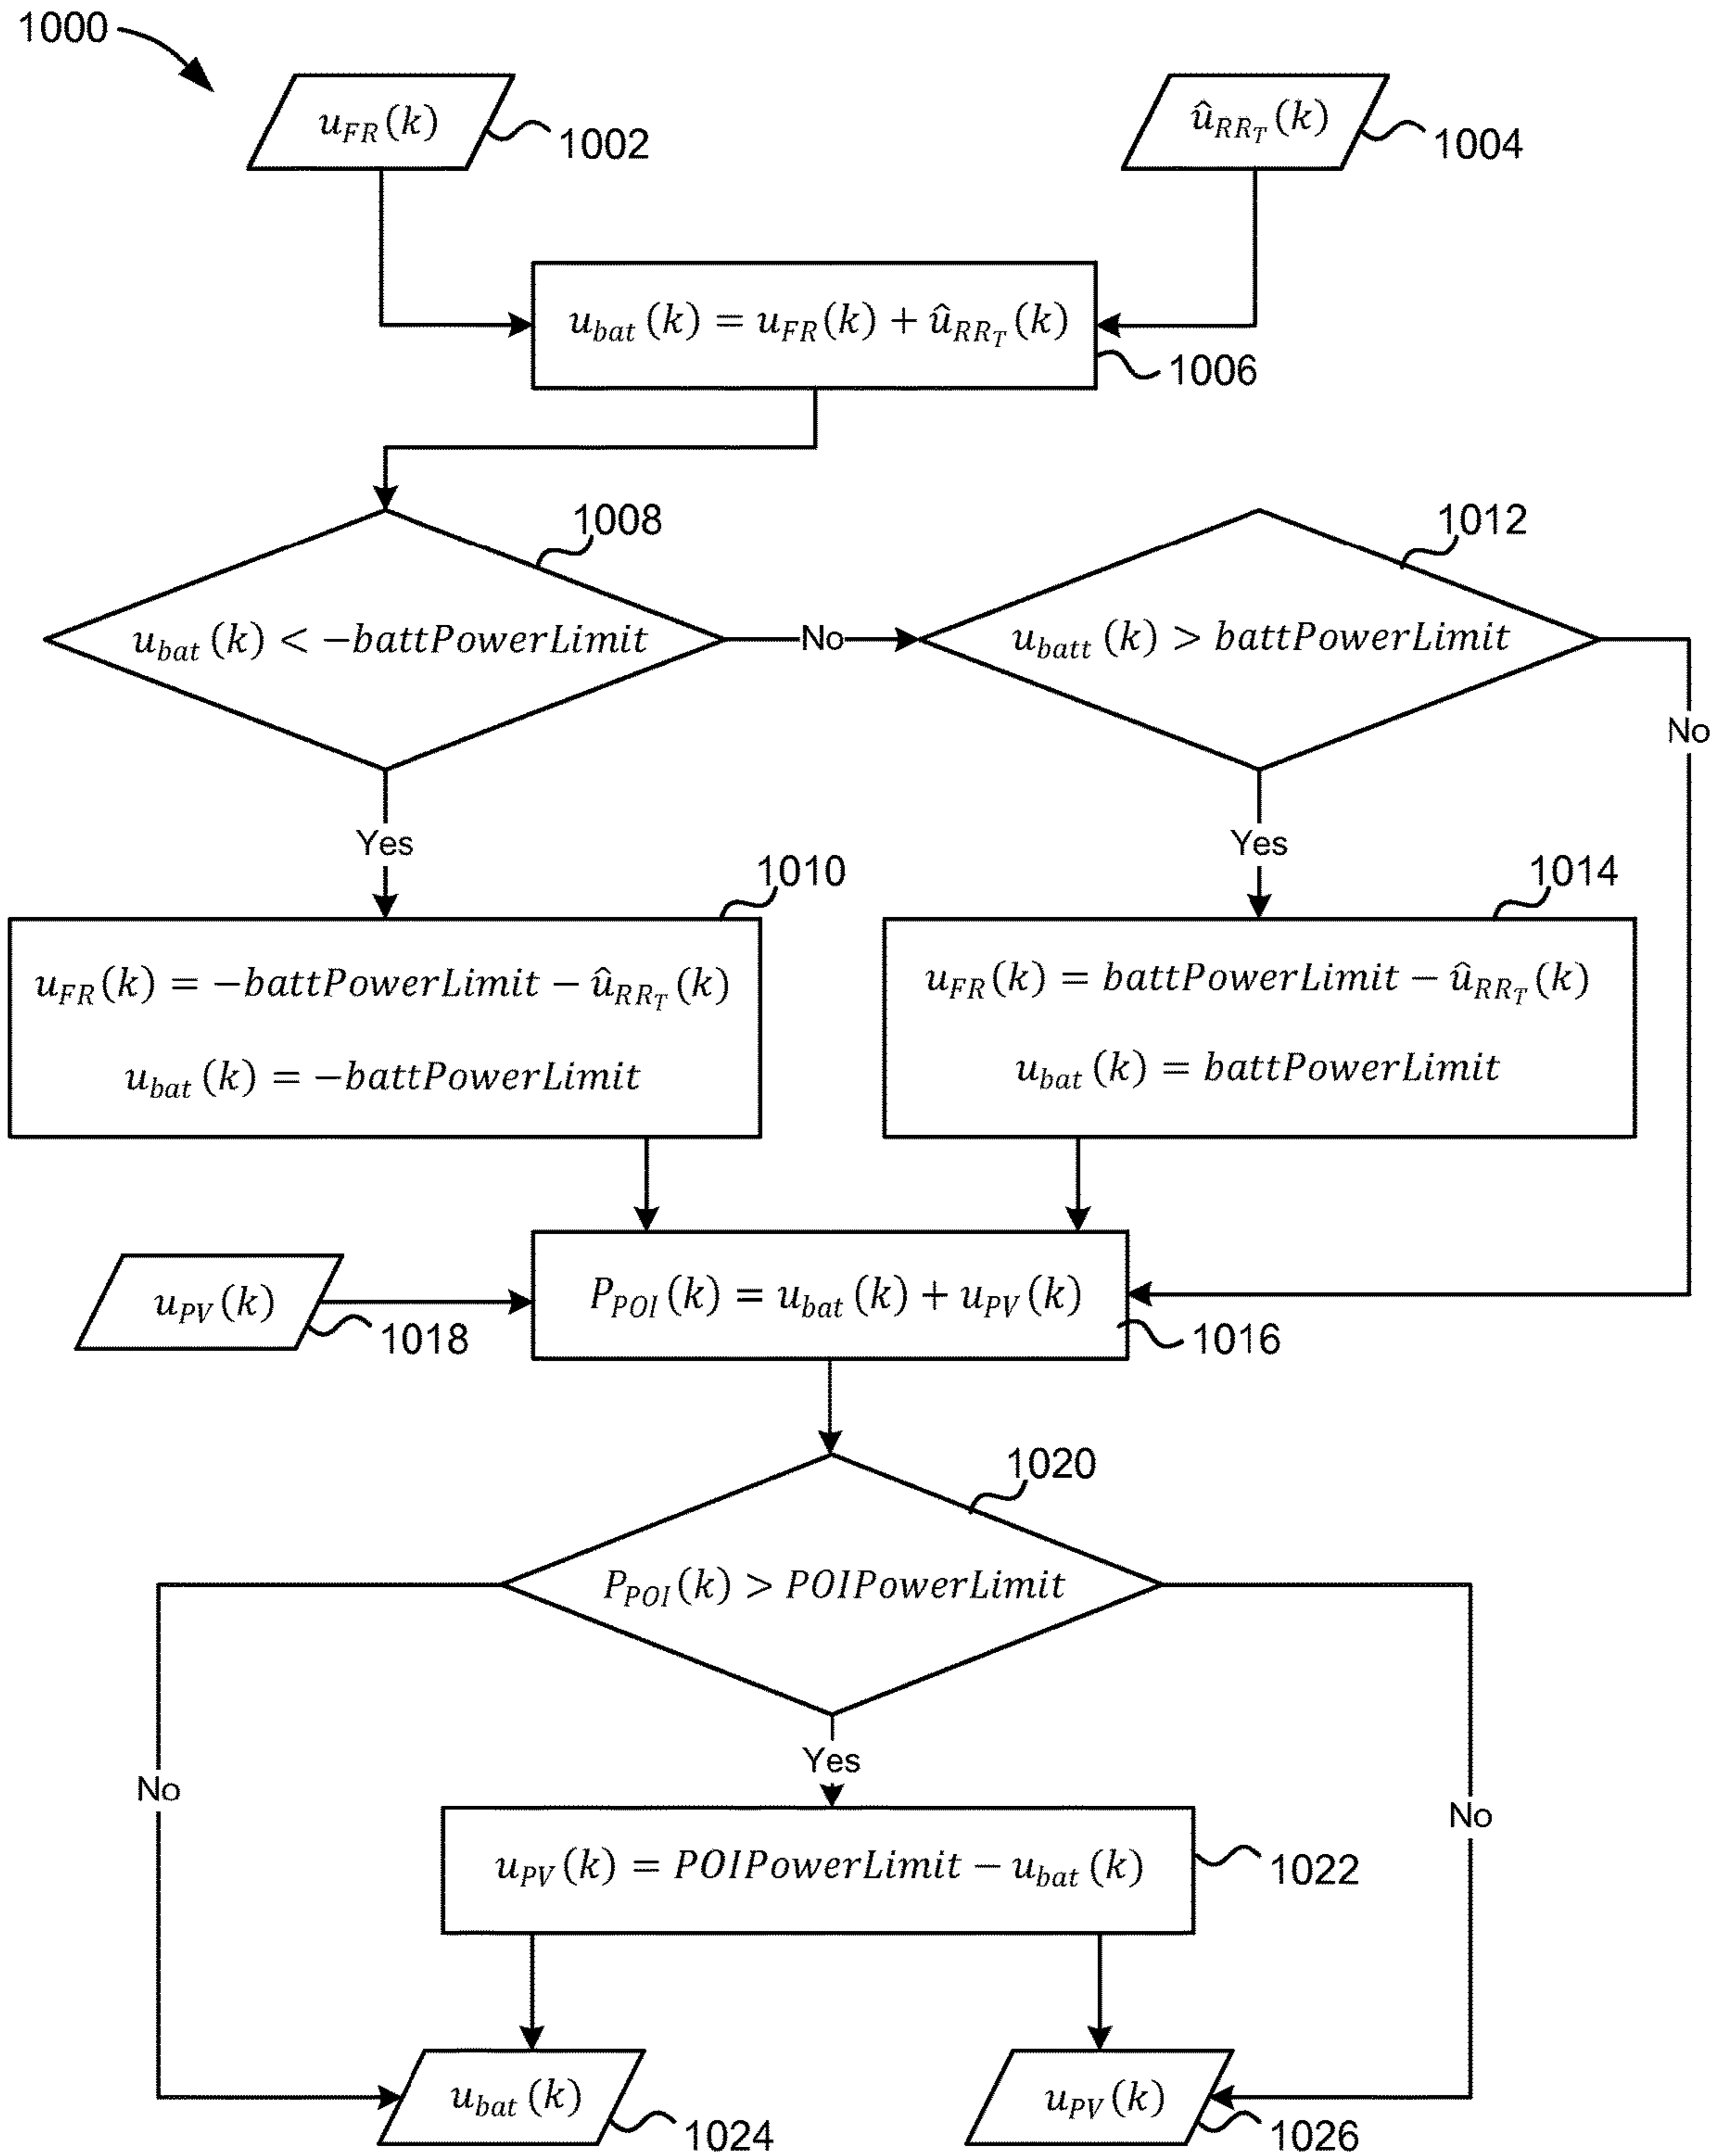 1000
u_FR(k)
1002
û_RR_T(k)
1004
u_bat(k) = u_FR(k) + û_RR_T(k)
1006
1008
1012
u_bat(k) < −battPowerLimit
No
u_batt(k) > battPowerLimit
No
Yes
Yes
1010
1014
u_FR(k) = −battPowerLimit − û_RR_T(k)
u_bat(k) = −battPowerLimit
u_FR(k) = battPowerLimit − û_RR_T(k)
u_bat(k) = battPowerLimit
u_PV(k)
1018
P_POI(k) = u_bat(k) + u_PV(k)
1016
1020
P_POI(k) > POIPowerLimit
Yes
No
No
u_PV(k) = POIPowerLimit − u_bat(k)
1022
u_bat(k)
1024
u_PV(k)
1026